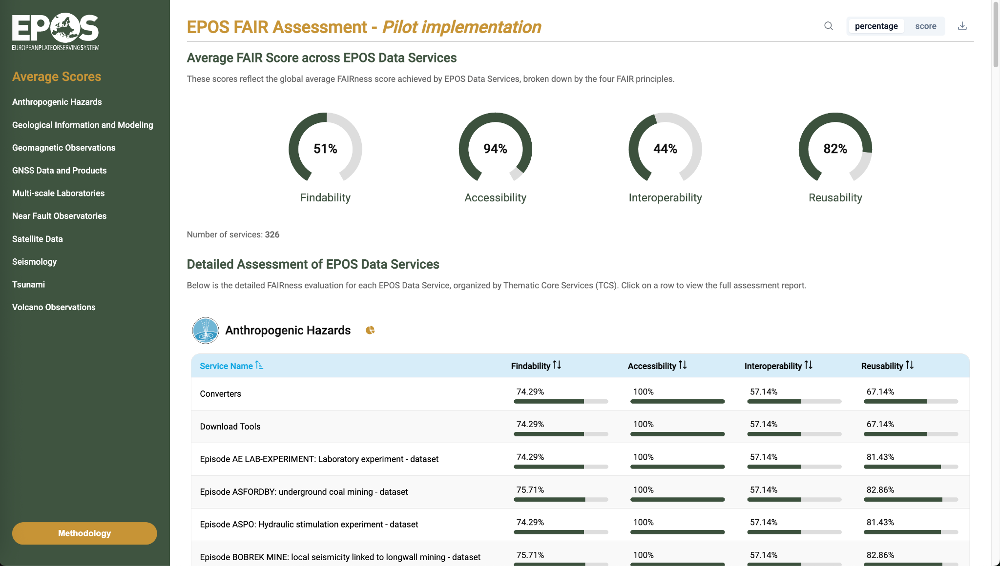 EPOS
EUROPEANPLATEOBSERVINGSYSTEM
Average Scores
Anthropogenic Hazards
Geological Information and Modeling
Geomagnetic Observations
GNSS Data and Products
Multi-scale Laboratories
Near Fault Observatories
Satellite Data
Seismology
Tsunami
Volcano Observations
Methodology
EPOS FAIR Assessment - Pilot implementation
percentage score
Average FAIR Score across EPOS Data Services
These scores reflect the global average FAIRness score achieved by EPOS Data Services, broken down by the four FAIR principles.
51% 94% 44% 82%
Findability Accessibility Interoperability Reusability
Number of services: 326
Detailed Assessment of EPOS Data Services
Below is the detailed FAIRness evaluation for each EPOS Data Service, organized by Thematic Core Services (TCS). Click on a row to view the full assessment report.
Anthropogenic Hazards
Service Name Findability Accessibility Interoperability Reusability
Converters 74.29% 100% 57.14% 67.14%
Download Tools 74.29% 100% 57.14% 67.14%
Episode AE LAB-EXPERIMENT: Laboratory experiment - dataset 74.29% 100% 57.14% 81.43%
Episode ASFORDBY: underground coal mining - dataset 75.71% 100% 57.14% 82.86%
Episode ASPO: Hydraulic stimulation experiment - dataset 74.29% 100% 57.14% 81.43%
Episode BOBREK MINE: local seismicity linked to longwall mining - dataset 75.71% 100% 57.14% 82.86%